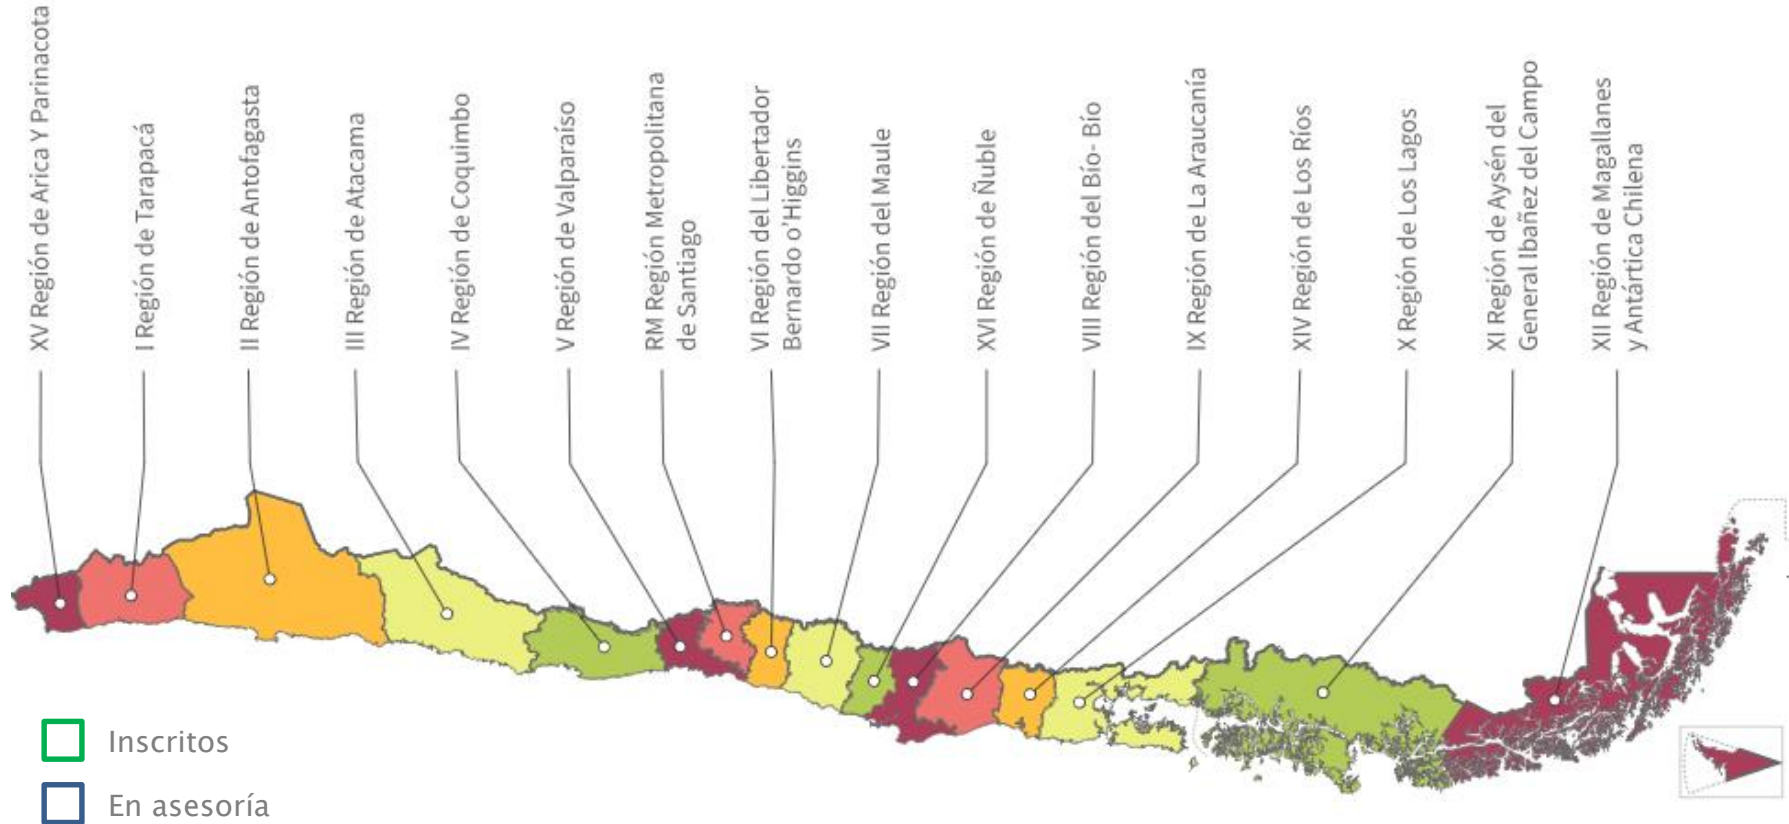 XV Región de Arica Y Parinacota
I Región de Tarapacá
II Región de Antofagasta
III Región de Atacama
IV Región de Coquimbo
V Región de Valparaíso
RM Región Metropolitana
de Santiago
VI Región del Libertador
Bernardo o'Higgins
VII Región del Maule
XVI Región de Ñuble
VIII Región del Bío- Bío
IX Región de La Araucanía
XIV Región de Los Ríos
X Región de Los Lagos
XI Región de Aysén del
General Ibañez del Campo
XII Región de Magallanes
y Antártica Chilena
Inscritos
En asesoría